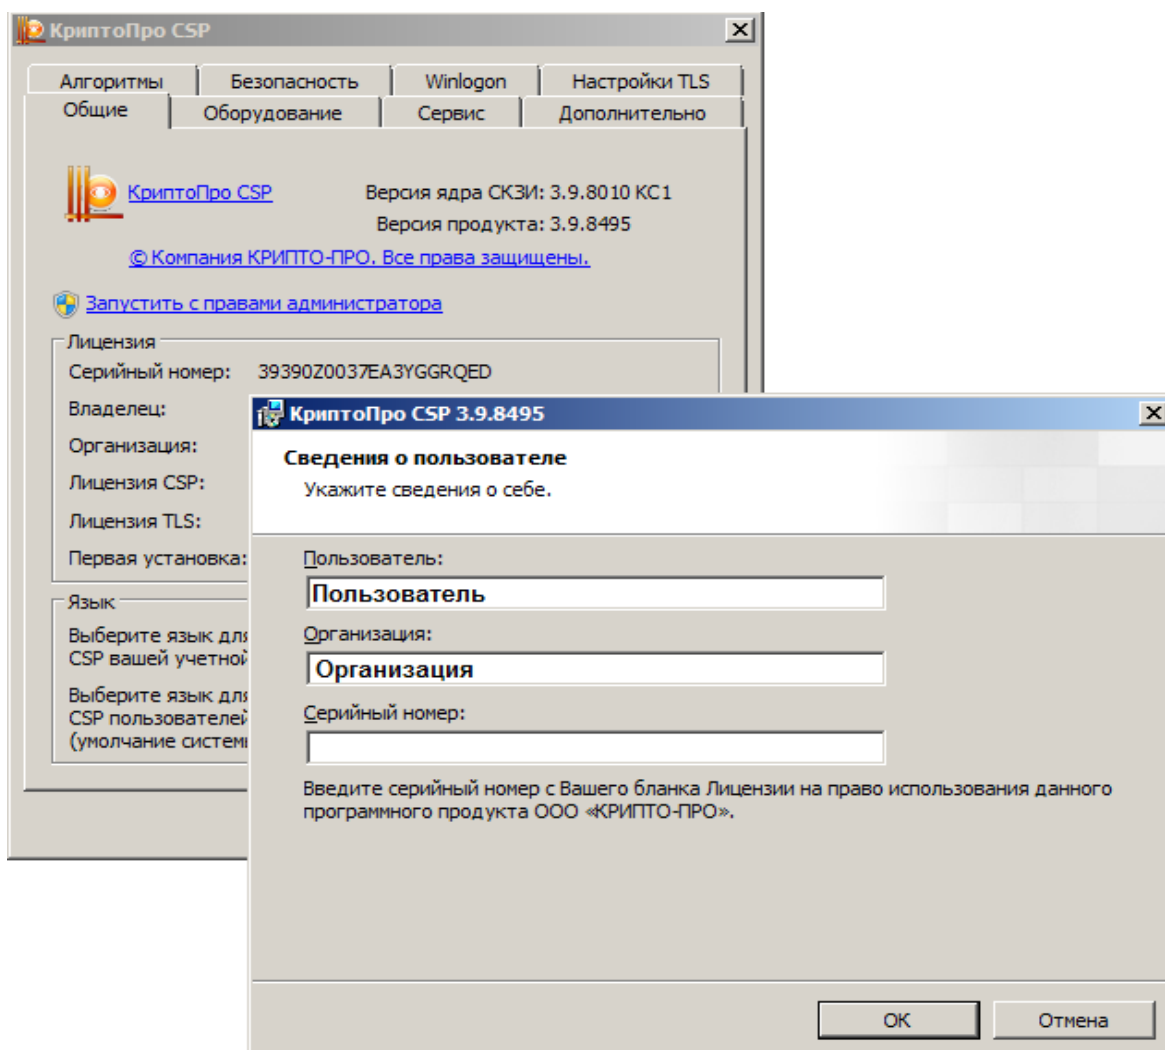 КриптоПро CSP
Алгоритмы Безопасность Winlogon Настройки TLS
Общие Оборудование Сервис Дополнительно
КриптоПро CSP Версия ядра СКЗИ: 3.9.8010 КС1
Версия продукта: 3.9.8495
© Компания КРИПТО-ПРО. Все права защищены.
Запустить с правами администратора
Лицензия
Серийный номер: 39390Z0037EA3YGGRQED
Владелец:
Организация:
Лицензия CSP:
Лицензия TLS:
Первая установка:
Язык
Выберите язык для
CSP вашей учетной
Выберите язык для
CSP пользователей
(умолчание системы
КриптоПро CSP 3.9.8495
Сведения о пользователе
Укажите сведения о себе.
Пользователь:
Пользователь
Организация:
Организация
Серийный номер:
Введите серийный номер с Вашего бланка Лицензии на право использования данного
программного продукта ООО «КРИПТО-ПРО».
ОК Отмена